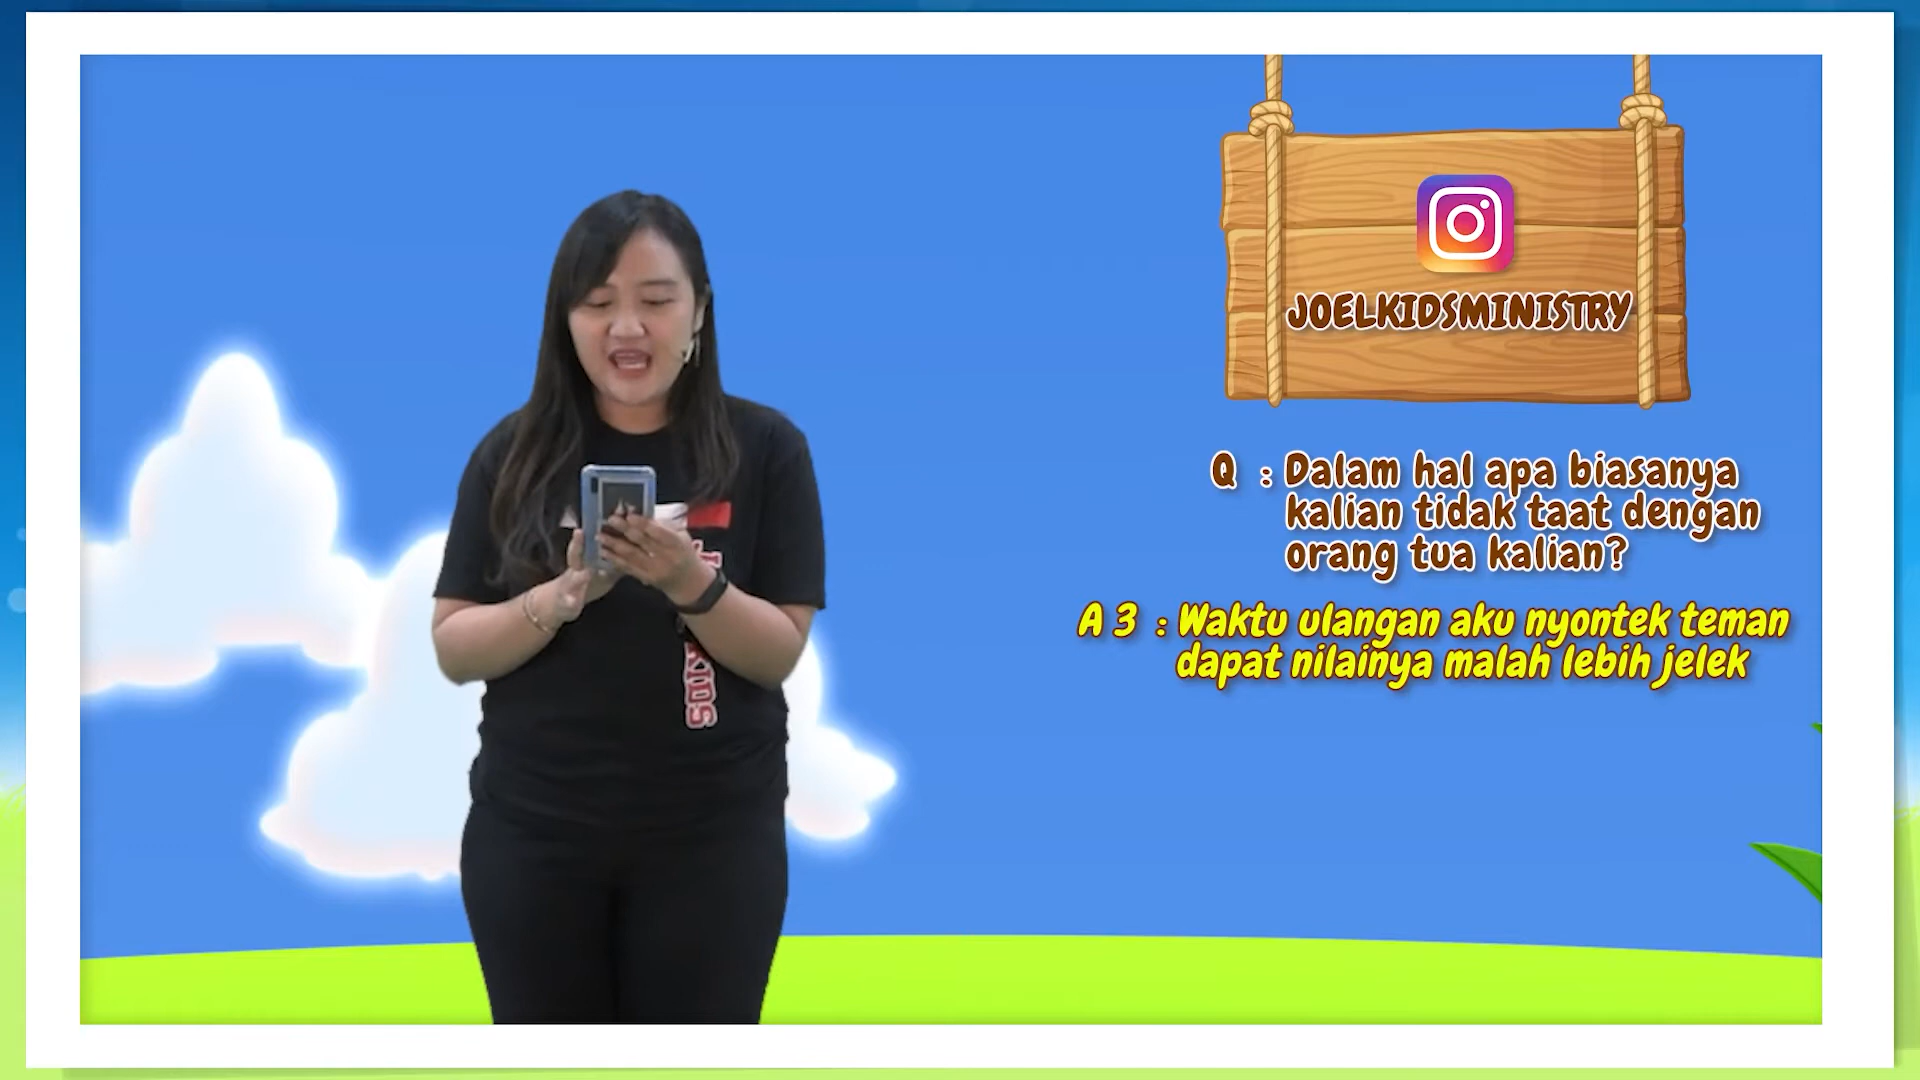 JOELKIDSMINISTRY
Q : Dalam hal apa biasanya
kalian tidak taat dengan
orang tua kalian?
A 3 : Waktu ulangan aku nyontek teman
dapat nilainya malah lebih jelek